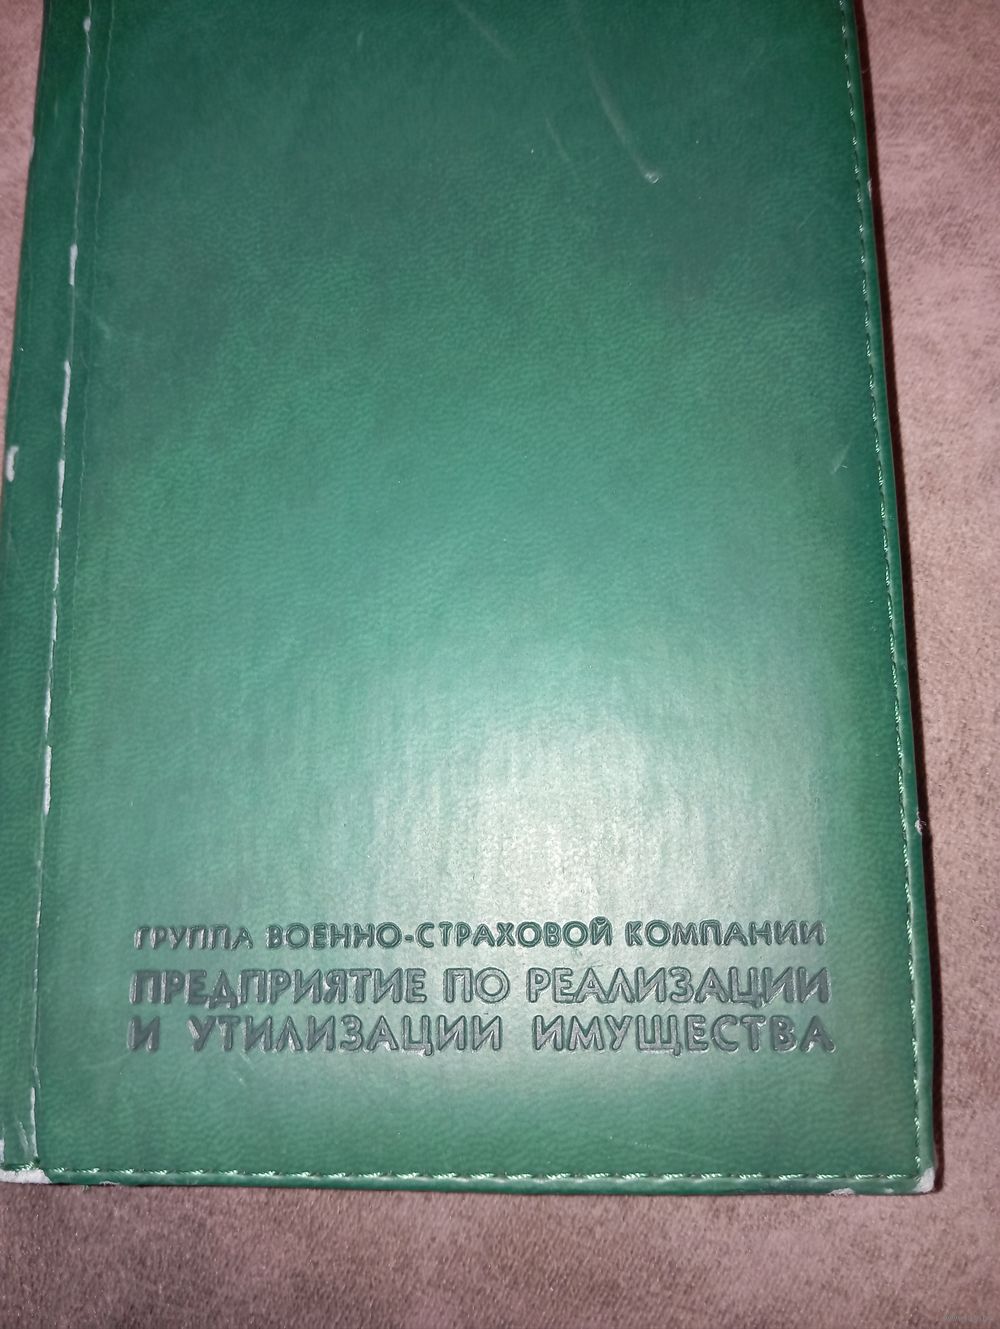 ГРУППА ВОЕННО-СТРАХОВОЙ КОМПАНИИ
ПРЕДПРИЯТИЕ ПО РЕАЛИЗАЦИИ
И УТИЛИЗАЦИИ ИМУЩЕСТВА